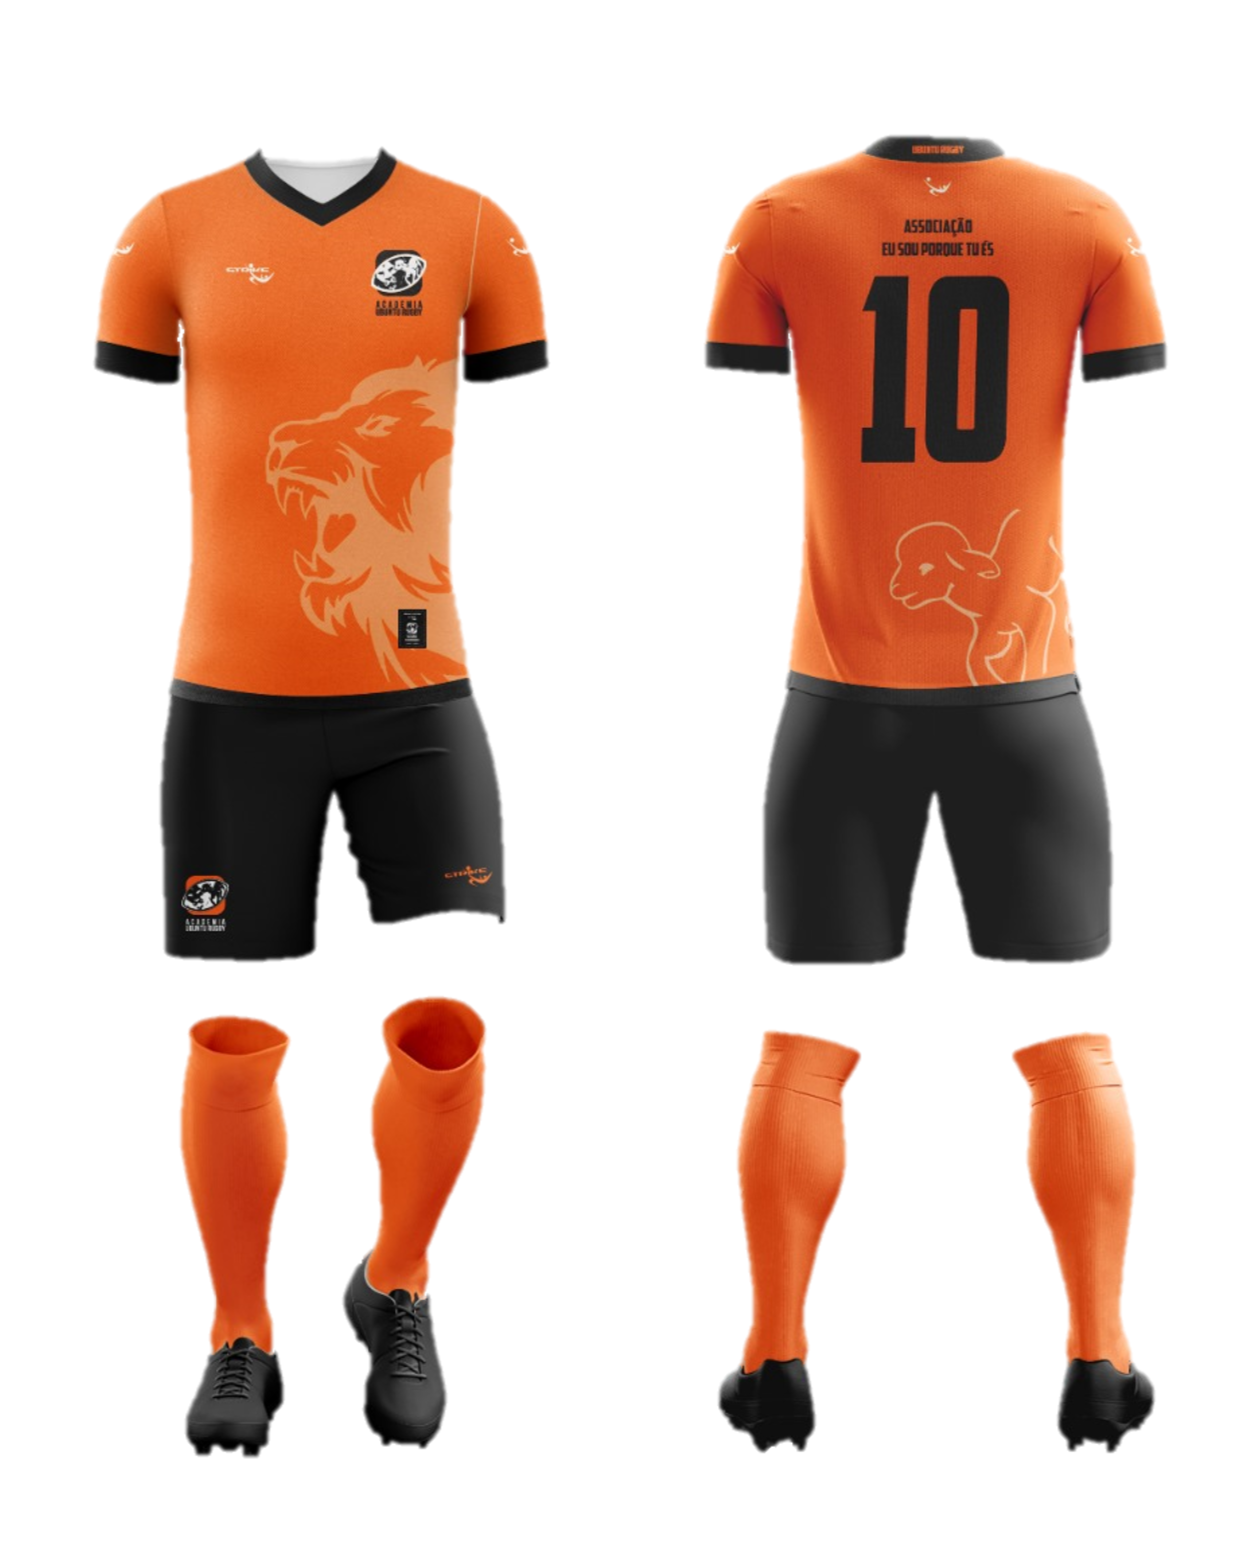 ACADEMIA
UBUNTU RUGBY
ACADEMIA
UBUNTU RUGBY
UBUNTU RUGBY
ASSOCIAÇÃO
EU SOU PORQUE TU ÉS
10